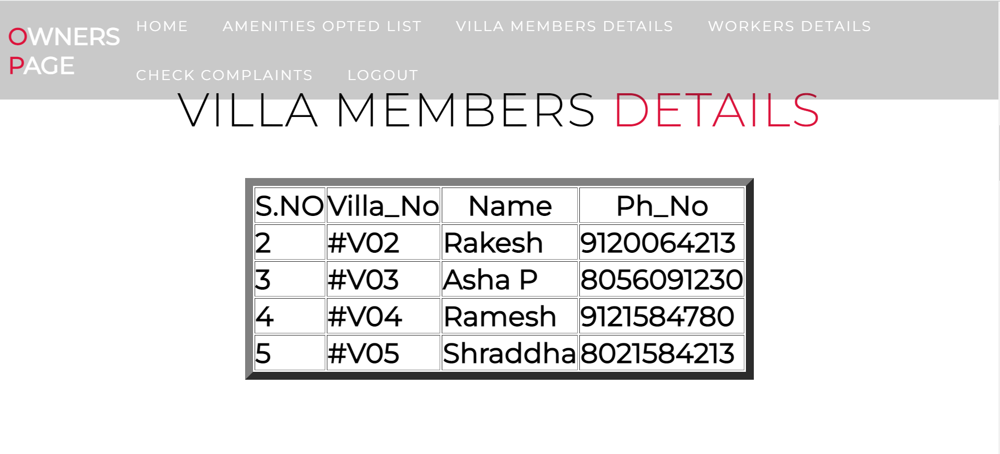 OWNERS PAGE
HOME AMENITIES OPTED LIST VILLA MEMBERS DETAILS WORKERS DETAILS
CHECK COMPLAINTS LOGOUT
VILLA MEMBERS DETAILS
S.NO Villa_No Name Ph_No
2 #V02 Rakesh 9120064213
3 #V03 Asha P 8056091230
4 #V04 Ramesh 9121584780
5 #V05 Shraddha 8021584213